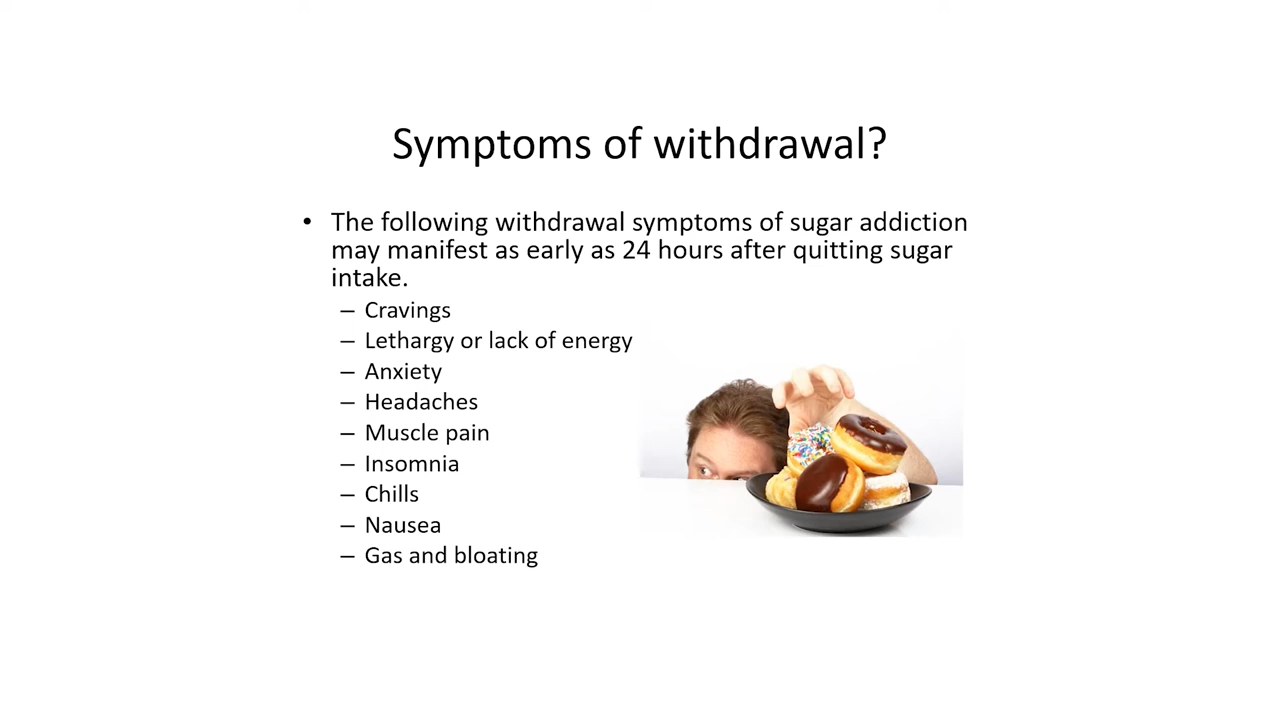 Symptoms of withdrawal?
• The following withdrawal symptoms of sugar addiction
may manifest as early as 24 hours after quitting sugar
intake.
– Cravings
– Lethargy or lack of energy
– Anxiety
– Headaches
– Muscle pain
– Insomnia
– Chills
– Nausea
– Gas and bloating